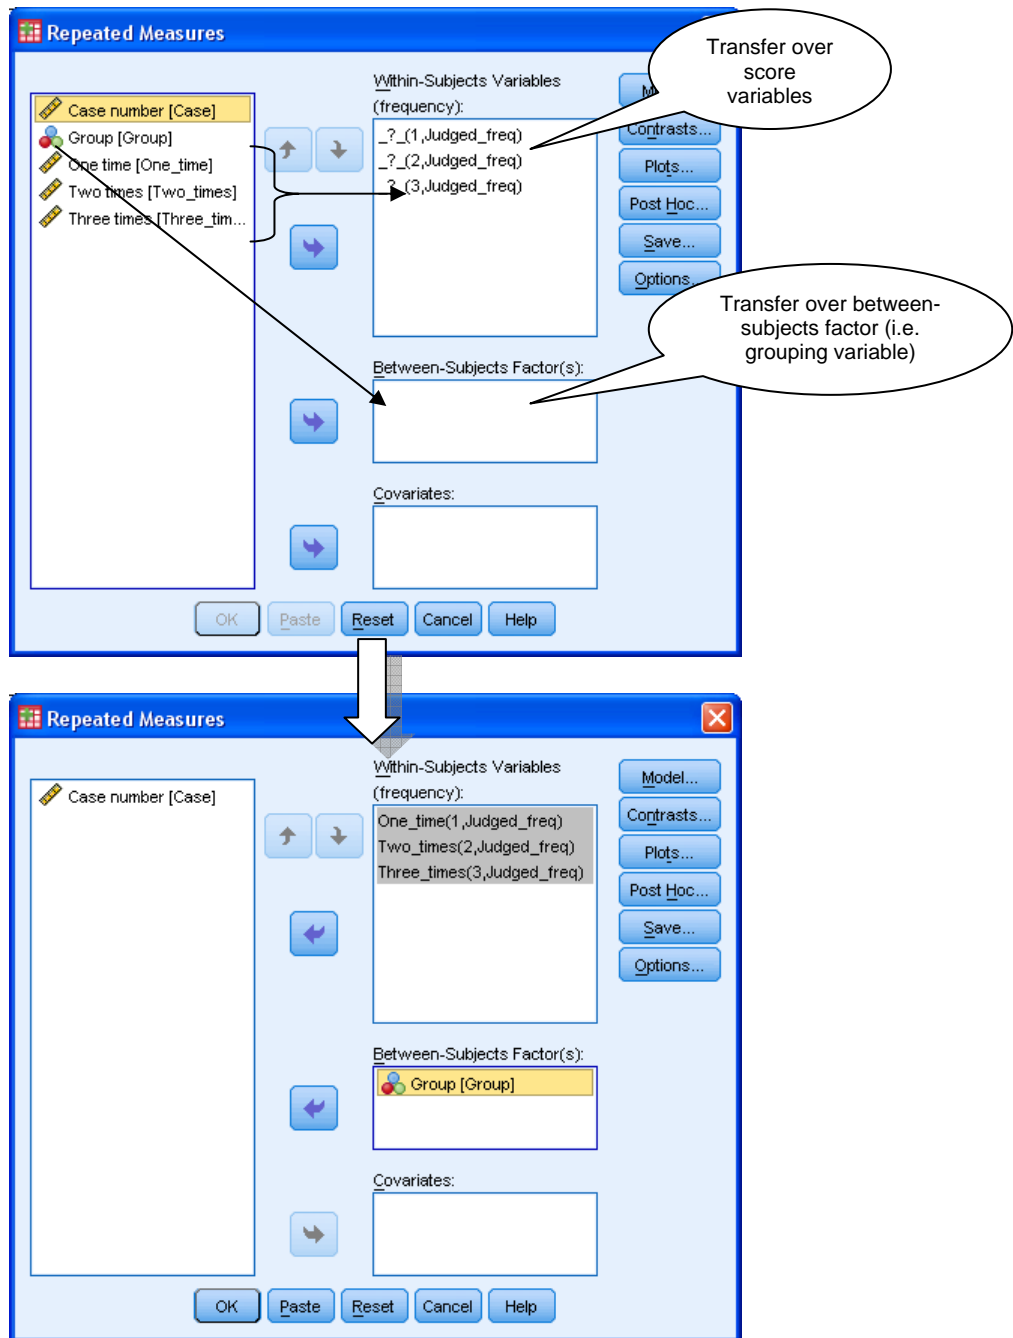 Repeated Measures
Transfer over
score
variables
Case number [Case]
Group [Group]
One time [One_time]
Two times [Two_times]
Three times [Three_tim...
Within-Subjects Variables
(frequency):
_?_(1,Judged_freq)
_?_(2,Judged_freq)
_?_(3,Judged_freq)
Contrasts...
Plots...
Post Hoc...
Save...
Options...
Transfer over between-
subjects factor (i.e.
grouping variable)
Between-Subjects Factor(s):
Covariates:
OK
Paste
Reset
Cancel
Help
Repeated Measures
Case number [Case]
Within-Subjects Variables
(frequency):
One_time(1,Judged_freq)
Two_times(2,Judged_freq)
Three_times(3,Judged_freq)
Model...
Contrasts...
Plots...
Post Hoc...
Save...
Options...
Between-Subjects Factor(s):
Group [Group]
Covariates:
OK
Paste
Reset
Cancel
Help